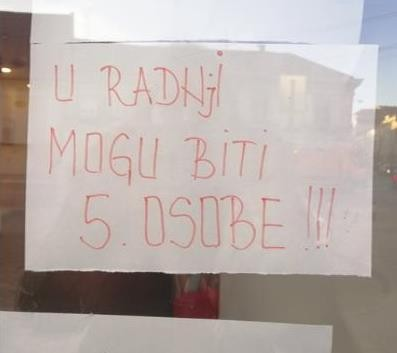 U RADNjI
MOGU BITI
5. OSOBE !!!